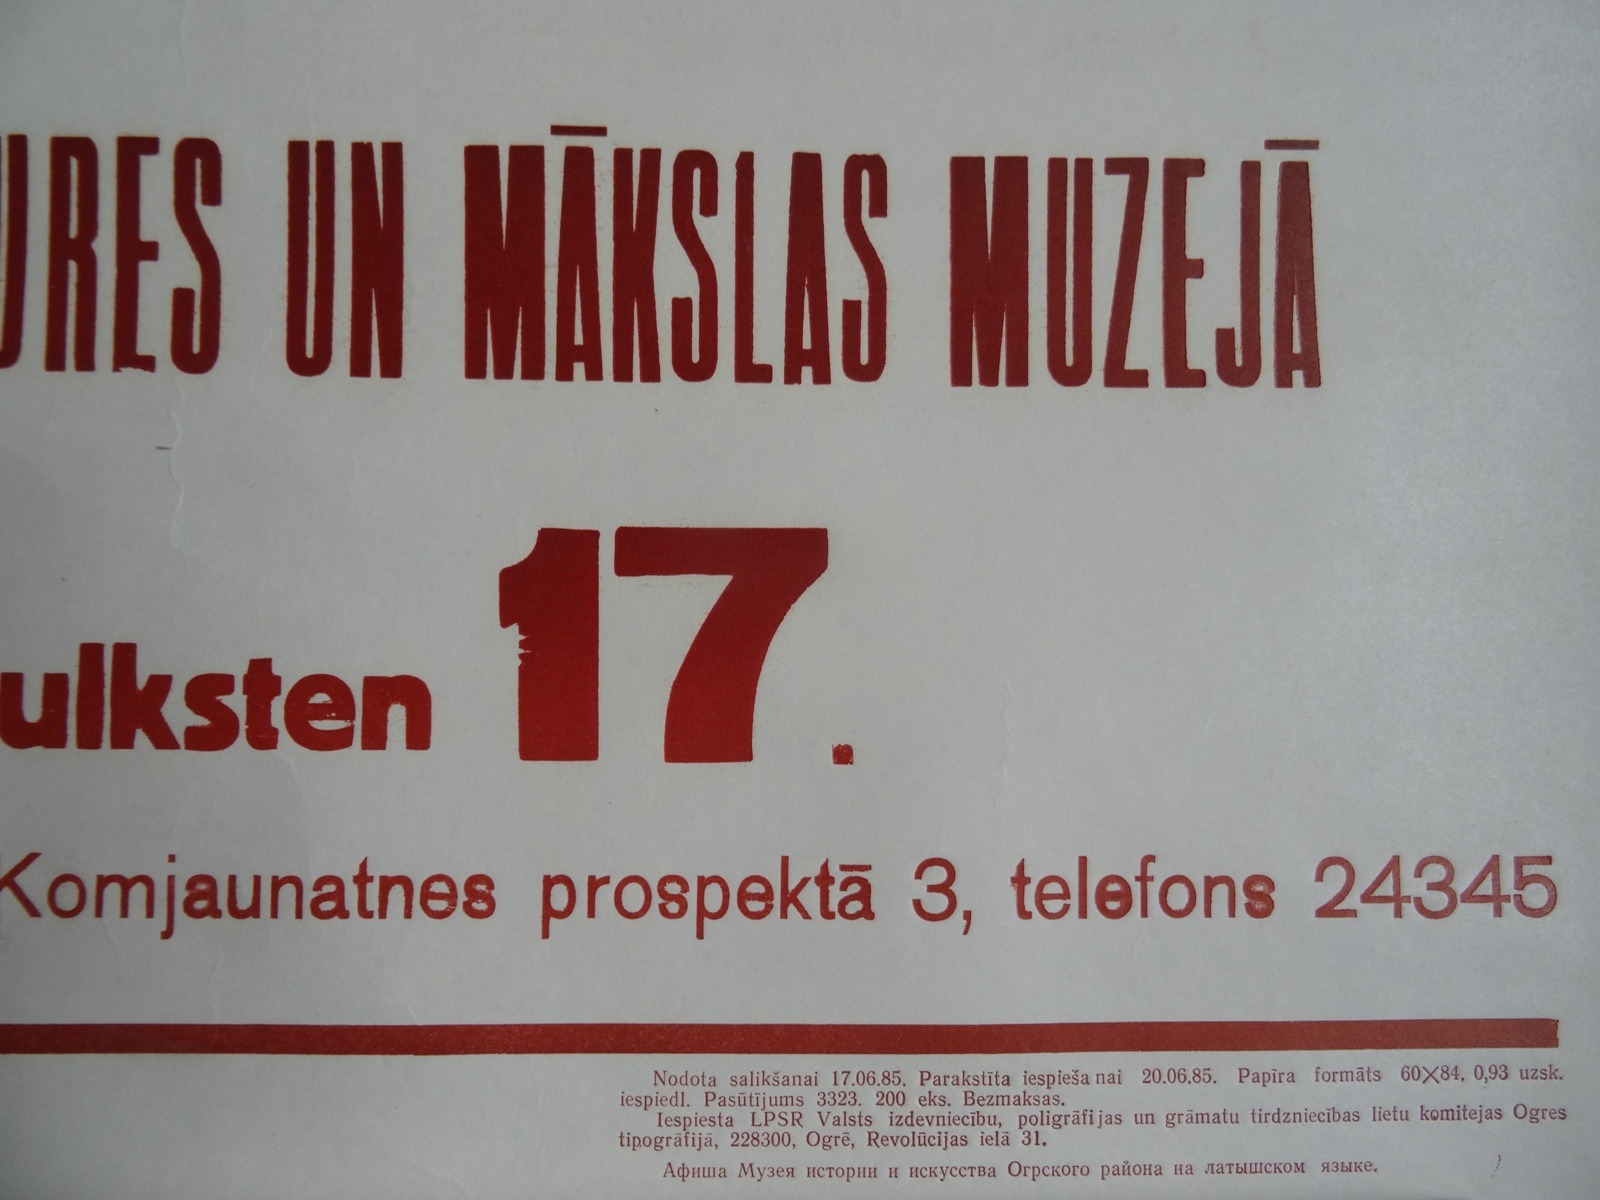 URES UN MĀKSLAS MUZEJĀ
ulksten 17.
Komjaunatnes prospektā 3, telefons 24345
Nodota salikšanai 17.06.85. Parakstīta iespiešanai 20.06.85. Papīra formāts 60×84, 0,93 uzsk.
iespiedl. Pasūtījums 3323. 200 eks. Bezmaksas.
Iespiesta LPSR Valsts izdevniecību, poligrāfijas un grāmatu tirdzniecības lietu komitejas Ogres
tipogrāfijā, 228300, Ogrē, Revolūcijas ielā 31.
Афиша Музея истории и искусства Огрского района на латышском языке.